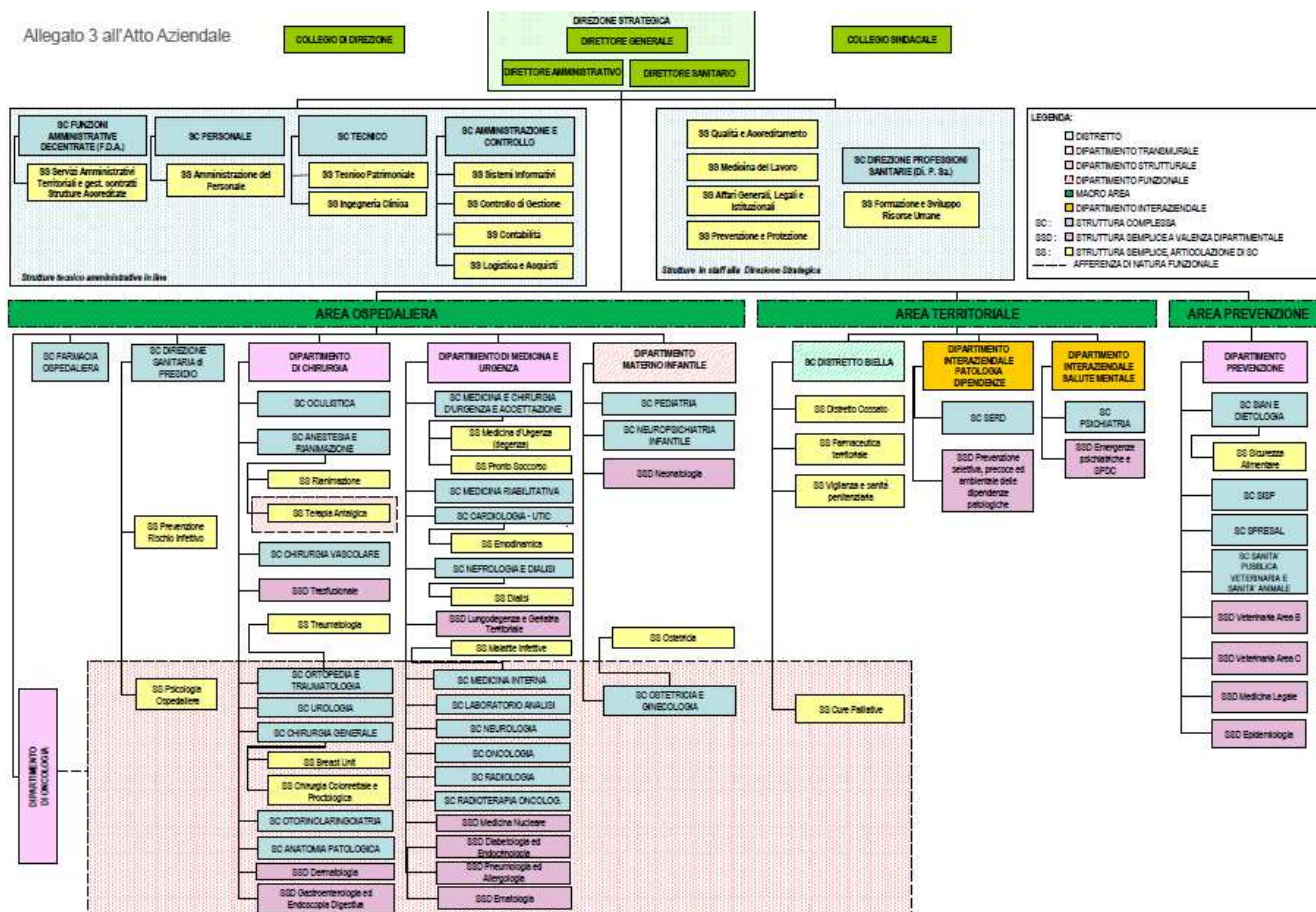 Allegato 3 all'Atto Aziendale
COLLEGIO DI DIREZIONE
DIREZIONE STRATEGICA
DIRETTORE GENERALE
DIRETTORE AMMINISTRATIVO
DIRETTORE SANITARIO
COLLEGIO SINDACALE
SC FUNZIONI
AMMINISTRATIVE
DECENTRATE (F.D.A.)
SS Servizi Amministrativi
Territoriali e gest. contratti
Strutture Accreditate
SC PERSONALE
SS Amministrazione del
Personale
SC TECNICO
SS Tecnico Patrimoniale
SS Ingegneria Clinica
SC AMMINISTRAZIONE E
CONTROLLO
SS Sistemi Informativi
SS Controllo di Gestione
SS Contabilità
SS Logistica e Acquisti
Strutture tecnico amministrative in line
SS Qualità e Accreditamento
SS Medicina del Lavoro
SS Affari Generali, Legali e
Istituzionali
SS Prevenzione e Protezione
SC DIREZIONE PROFESSIONI
SANITARIE (Di. P. Sa.)
SS Formazione e Sviluppo
Risorse Umane
Strutture in staff alla Direzione Strategica
LEGENDA:
DISTRETTO
DIPARTIMENTO TRANSMURALE
DIPARTIMENTO STRUTTURALE
DIPARTIMENTO FUNZIONALE
MACRO AREA
DIPARTIMENTO INTERAZIENDALE
SC : STRUTTURA COMPLESSA
SSD : STRUTTURA SEMPLICE A VALENZA DIPARTIMENTALE
SS : STRUTTURA SEMPLICE, ARTICOLAZIONE DI SC
AFFERENZA DI NATURA FUNZIONALE
AREA OSPEDALIERA
SC FARMACIA
OSPEDALIERA
SC DIREZIONE
SANITARIA di
PRESIDIO
SS Prevenzione
Rischio Infettivo
SS Psicologia
Ospedaliera
DIPARTIMENTO
DI ONCOLOGIA
DIPARTIMENTO
DI CHIRURGIA
SC OCULISTICA
SC ANESTESIA E
RIANIMAZIONE
SS Rianimazione
SS Terapia Antalgica
SC CHIRURGIA VASCOLARE
SSD Trasfusionale
SS Traumatologia
SC ORTOPEDIA E
TRAUMATOLOGIA
SC UROLOGIA
SC CHIRURGIA GENERALE
SS Breast Unit
SS Chirurgia Colonrettale e
Proctologica
SC OTORINOLARINGOIATRIA
SC ANATOMIA PATOLOGICA
SSD Dermatologia
SSD Gastroenterologia ed
Endoscopia Digestiva
DIPARTIMENTO DI MEDICINA E
URGENZA
SC MEDICINA E CHIRURGIA
D'URGENZA E ACCETTAZIONE
SS Medicina d'Urgenza
(degenza)
SS Pronto Soccorso
SC MEDICINA RIABILITATIVA
SC CARDIOLOGIA - UTIC
SS Emodinamica
SC NEFROLOGIA E DIALISI
SS Dialisi
SSD Lungodegenza e Geriatria
Territoriale
SS Malattie Infettive
SC MEDICINA INTERNA
SC LABORATORIO ANALISI
SC NEUROLOGIA
SC ONCOLOGIA
SC RADIOLOGIA
SC RADIOTERAPIA ONCOLOG.
SSD Medicina Nucleare
SSD Diabetologia ed
Endocrinologia
SSD Pneumologia ed
Allergologia
SSD Ematologia
DIPARTIMENTO
MATERNO INFANTILE
SC PEDIATRIA
SC NEUROPSICHIATRIA
INFANTILE
SSD Neonatologia
SS Ostetricia
SC OSTETRICIA E
GINECOLOGIA
AREA TERRITORIALE
SC DISTRETTO BIELLA
SS Distretto Cossato
SS Farmaceutica
territoriale
SS Vigilanza e sanità
penitenziaria
SS Cure Palliative
DIPARTIMENTO
INTERAZIENDALE
PATOLOGIA
DIPENDENZE
SC SERD
SSD Prevenzione
selettiva, precoce ed
ambientale delle
dipendenze
patologiche
DIPARTIMENTO
INTERAZIENDALE
SALUTE MENTALE
SC
PSICHIATRIA
SSD Emergenze
psichiatriche e
SPDC
AREA PREVENZIONE
DIPARTIMENTO
PREVENZIONE
SC SIAN E
DIETOLOGIA
SS Sicurezza
Alimentare
SC SISP
SC SPRESAL
SC SANITA'
PUBBLICA
VETERINARIA E
SANITA' ANIMALE
SSD Veterinaria Area B
SSD Veterinaria Area C
SSD Medicina Legale
SSD Epidemiologia